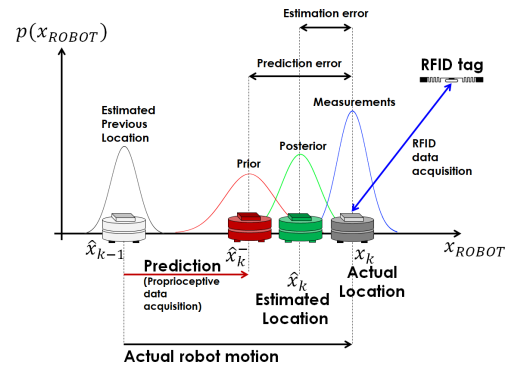 Estimation error
p(x_ROBOT)
Prediction error
RFID tag
Estimated
Previous
Location
Measurements
Posterior
Prior
RFID
data
acquisition
x̂_{k−1}
x̂_k^−
x_k
x_ROBOT
Prediction
(Proprioceptive
data
acquisition)
x̂_k
Estimated
Location
Actual
Location
Actual robot motion